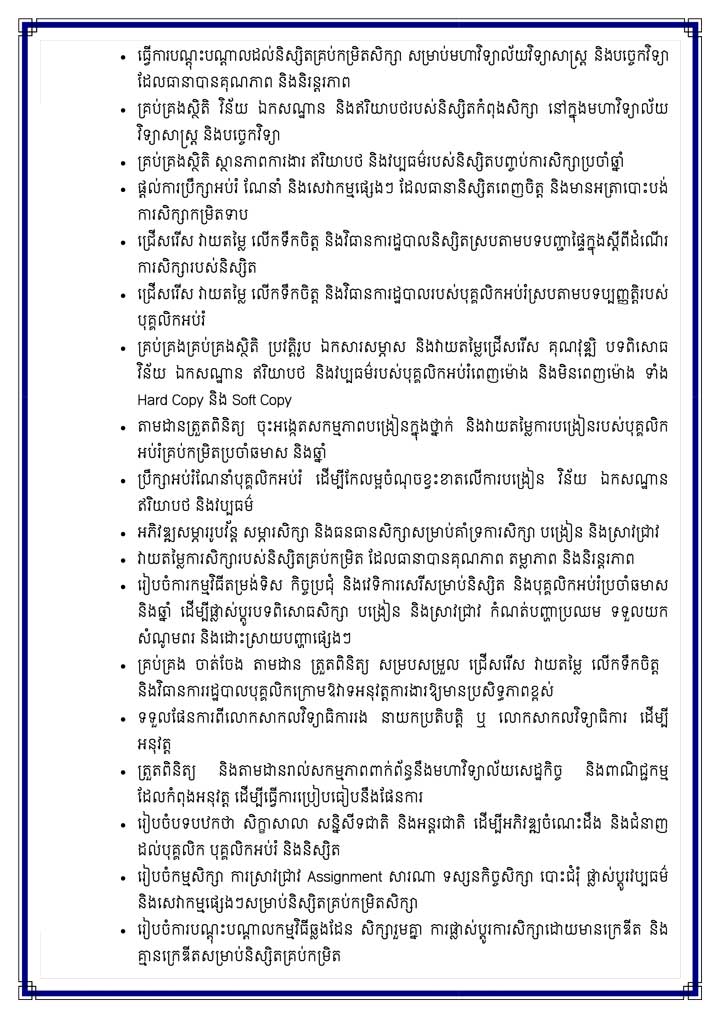 • ធ្វើការបណ្តុះបណ្តាលដល់និស្សិតគ្រប់កម្រិតសិក្សា សម្រាប់មហាវិទ្យាល័យវិទ្យាសាស្ត្រ និងបច្ចេកវិទ្យា
ដែលធានាបានគុណភាព និងនិរន្តរភាព
• គ្រប់គ្រងស្ថិតិ វិន័យ ឯកសណ្ឋាន និងឥរិយាបថរបស់និស្សិតកំពុងសិក្សា នៅក្នុងមហាវិទ្យាល័យ
វិទ្យាសាស្ត្រ និងបច្ចេកវិទ្យា
• គ្រប់គ្រងស្ថិតិ ស្ថានភាពការងារ ឥរិយាបថ និងវប្បធម៌របស់និស្សិតបញ្ចប់ការសិក្សាប្រចាំឆ្នាំ
• ផ្តល់ការប្រឹក្សាអប់រំ ណែនាំ និងសេវាកម្មផ្សេងៗ ដែលធានានិស្សិតពេញចិត្ត និងមានអត្រាបោះបង់
ការសិក្សាកម្រិតទាប
• ជ្រើសរើស វាយតម្លៃ លើកទឹកចិត្ត និងវិធានការដ្ឋបាលនិស្សិតស្របតាមបទបញ្ជាផ្ទៃក្នុងស្តីពីដំណើរ
ការសិក្សារបស់និស្សិត
• ជ្រើសរើស វាយតម្លៃ លើកទឹកចិត្ត និងវិធានការដ្ឋបាលរបស់បុគ្គលិកអប់រំស្របតាមបទប្បញ្ញត្តិរបស់
បុគ្គលិកអប់រំ
• គ្រប់គ្រងគ្រប់គ្រងស្ថិតិ ប្រវត្តិរូប ឯកសារសម្ភាស និងវាយតម្លៃជ្រើសរើស គុណវុឌ្ឍិ បទពិសោធ
វិន័យ ឯកសណ្ឋាន ឥរិយាបថ និងវប្បធម៌របស់បុគ្គលិកអប់រំពេញម៉ោង និងមិនពេញម៉ោង ទាំង
Hard Copy និង Soft Copy
• តាមដានត្រួតពិនិត្យ ចុះអង្កេតសកម្មភាពបង្រៀនក្នុងថ្នាក់ និងវាយតម្លៃការបង្រៀនរបស់បុគ្គលិក
អប់រំគ្រប់កម្រិតប្រចាំឆមាស និងឆ្នាំ
• ប្រឹក្សាអប់រំណែនាំបុគ្គលិកអប់រំ ដើម្បីកែលម្អចំណុចខ្វះខាតលើការបង្រៀន វិន័យ ឯកសណ្ឋាន
ឥរិយាបថ និងវប្បធម៌
• អភិវឌ្ឍសម្ភាររូបវ័ន្ត សម្ភារសិក្សា និងធនធានសិក្សាសម្រាប់គាំទ្រការសិក្សា បង្រៀន និងស្រាវជ្រាវ
• វាយតម្លៃការសិក្សារបស់និស្សិតគ្រប់កម្រិត ដែលធានាបានគុណភាព តម្លាភាព និងនិរន្តរភាព
• រៀបចំការកម្មវិធីតម្រង់ទិស កិច្ចប្រជុំ និងវេទិការសេរីសម្រាប់និស្សិត និងបុគ្គលិកអប់រំប្រចាំឆមាស
និងឆ្នាំ ដើម្បីផ្លាស់ប្តូរបទពិសោធសិក្សា បង្រៀន និងស្រាវជ្រាវ កំណត់បញ្ហាប្រឈម ទទួលយក
សំណូមពរ និងដោះស្រាយបញ្ហាផ្សេងៗ
• គ្រប់គ្រង ចាត់ចែង តាមដាន ត្រួតពិនិត្យ សម្របសម្រួល ជ្រើសរើស វាយតម្លៃ លើកទឹកចិត្ត
និងវិធានការរដ្ឋបាលបុគ្គលិកក្រោមឱវាទអនុវត្តការងារឱ្យមានប្រសិទ្ធភាពខ្ពស់
• ទទួលផែនការពីលោកសាកលវិទ្យាធិការរង នាយកប្រតិបត្តិ ឬ លោកសាកលវិទ្យាធិការ ដើម្បី
អនុវត្ត
• ត្រួតពិនិត្យ និងតាមដានរាល់សកម្មភាពពាក់ព័ន្ធនឹងមហាវិទ្យាល័យសេដ្ឋកិច្ច និងពាណិជ្ជកម្ម
ដែលកំពុងអនុវត្ត ដើម្បីធ្វើការប្រៀបធៀបនឹងផែនការ
• រៀបចំបទបឋកថា សិក្ខាសាលា សន្និសីទជាតិ និងអន្តរជាតិ ដើម្បីអភិវឌ្ឍចំណេះដឹង និងជំនាញ
ដល់បុគ្គលិក បុគ្គលិកអប់រំ និងនិស្សិត
• រៀបចំកម្មសិក្សា ការស្រាវជ្រាវ Assignment សារណា ទស្សនកិច្ចសិក្សា បោះជំរុំ ផ្លាស់ប្តូរវប្បធម៌
និងសេវាកម្មផ្សេងៗសម្រាប់និស្សិតគ្រប់កម្រិតសិក្សា
• រៀបចំការបណ្តុះបណ្តាលកម្មវិធីឆ្លងដែន សិក្សារួមគ្នា ការផ្លាស់ប្តូរការសិក្សាដោយមានក្រេឌីត និង
គ្មានក្រេឌីតសម្រាប់និស្សិតគ្រប់កម្រិត